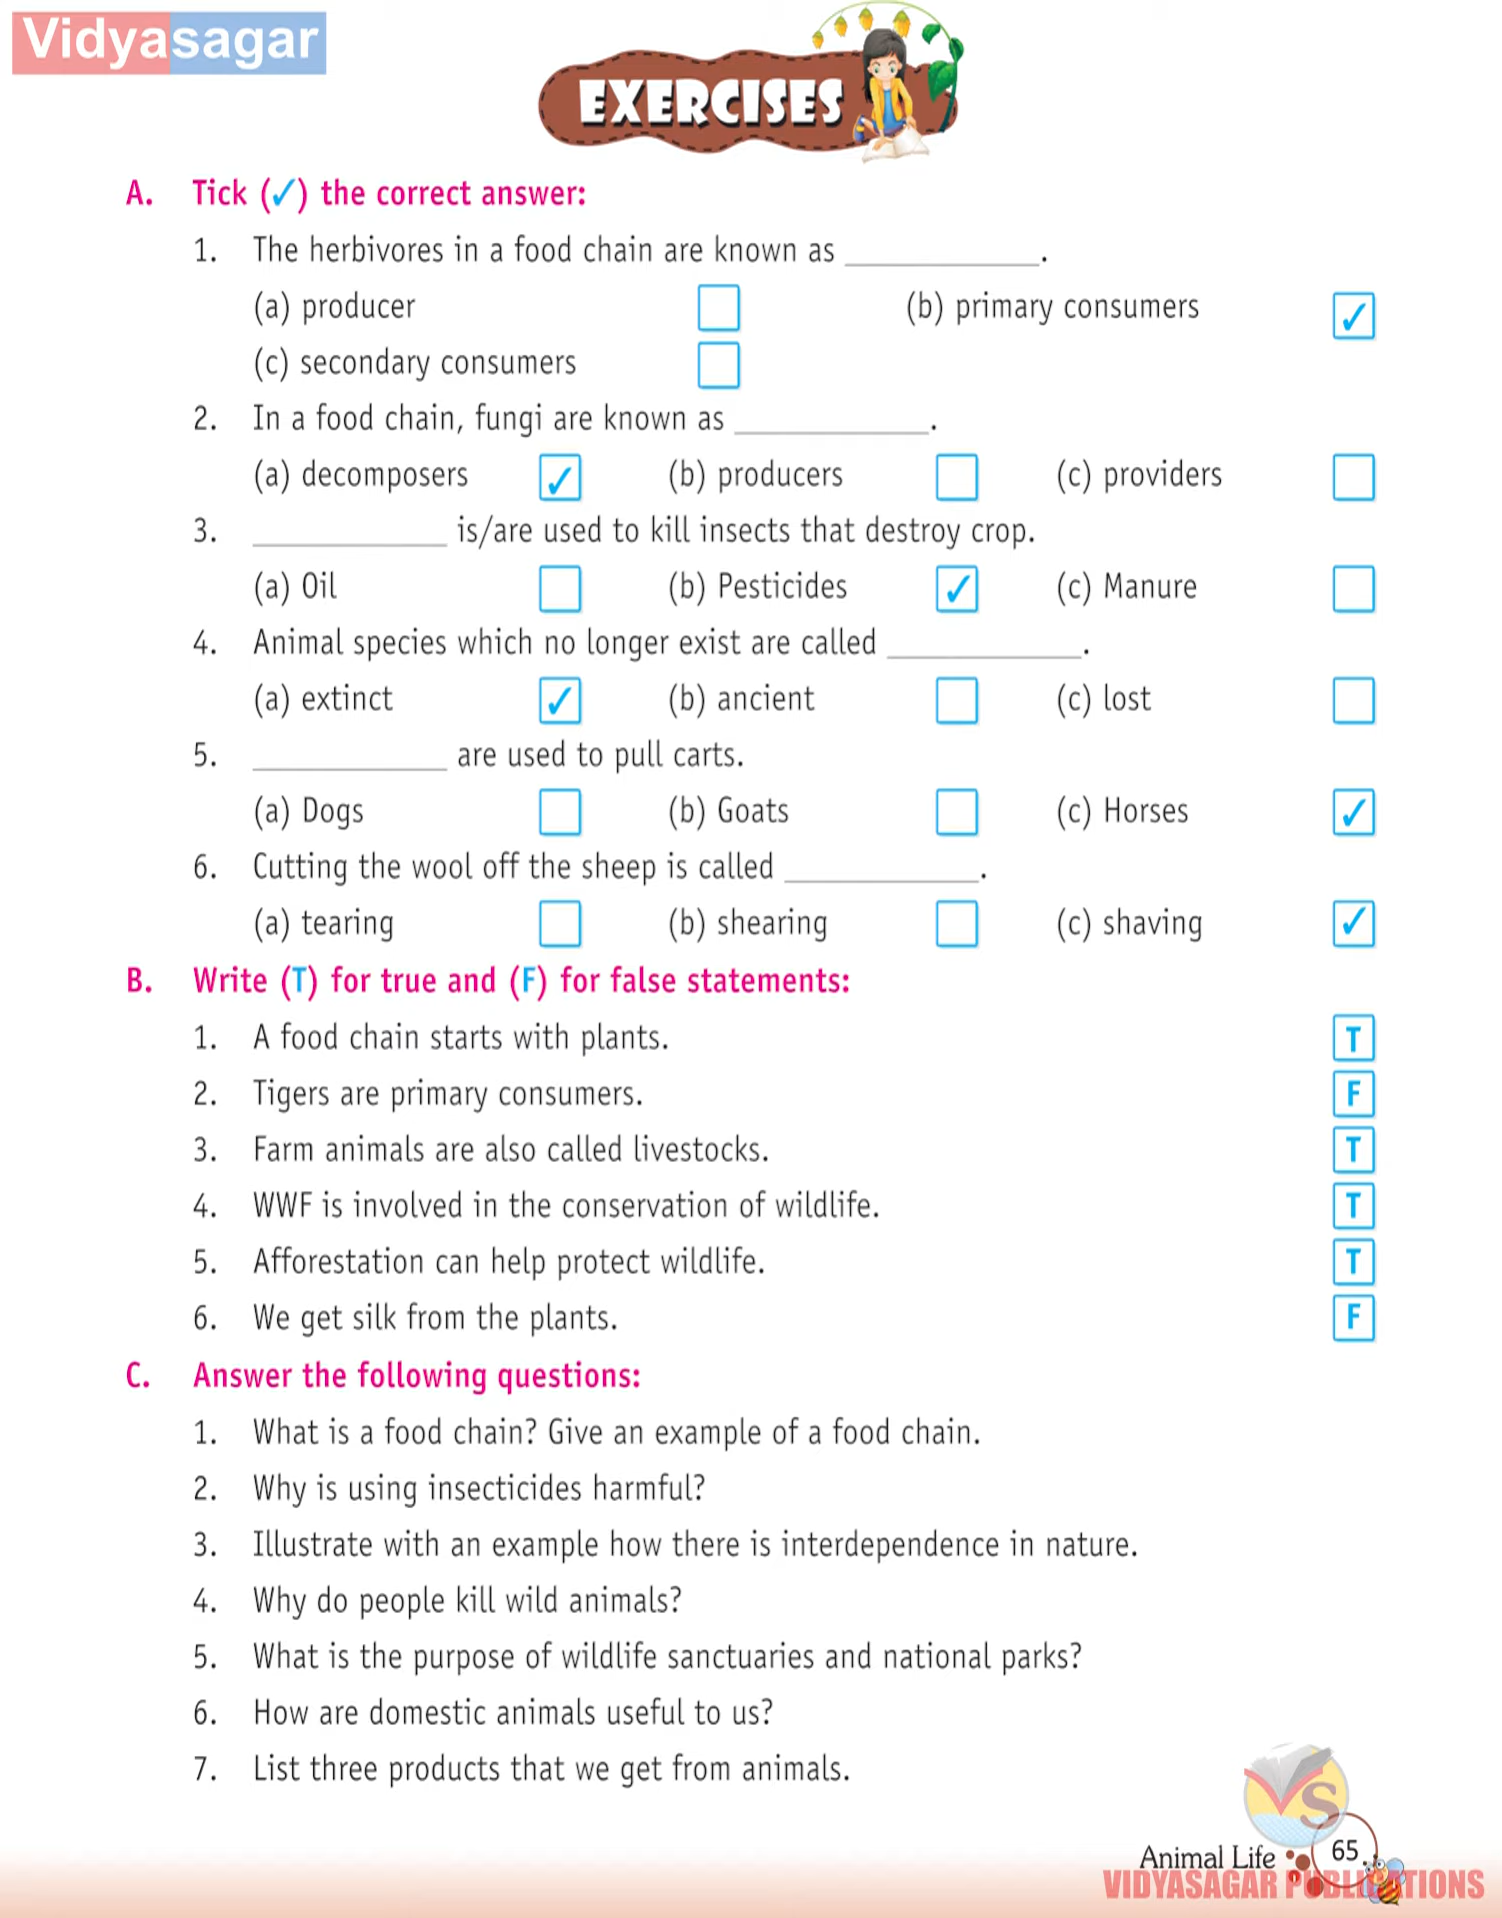 Vidyasagar
EXERCISES
A. Tick (✓) the correct answer:
1. The herbivores in a food chain are known as ____________.
(a) producer ☐ (b) primary consumers ✓
(c) secondary consumers ☐
2. In a food chain, fungi are known as ____________.
(a) decomposers ✓ (b) producers ☐ (c) providers ☐
3. ____________ is/are used to kill insects that destroy crop.
(a) Oil ☐ (b) Pesticides ✓ (c) Manure ☐
4. Animal species which no longer exist are called ____________.
(a) extinct ✓ (b) ancient ☐ (c) lost ☐
5. ____________ are used to pull carts.
(a) Dogs ☐ (b) Goats ☐ (c) Horses ✓
6. Cutting the wool off the sheep is called ____________.
(a) tearing ☐ (b) shearing ☐ (c) shaving ✓
B. Write (T) for true and (F) for false statements:
1. A food chain starts with plants. T
2. Tigers are primary consumers. F
3. Farm animals are also called livestocks. T
4. WWF is involved in the conservation of wildlife. T
5. Afforestation can help protect wildlife. T
6. We get silk from the plants. F
C. Answer the following questions:
1. What is a food chain? Give an example of a food chain.
2. Why is using insecticides harmful?
3. Illustrate with an example how there is interdependence in nature.
4. Why do people kill wild animals?
5. What is the purpose of wildlife sanctuaries and national parks?
6. How are domestic animals useful to us?
7. List three products that we get from animals.
VS
Animal Life 65
VIDYASAGAR PUBLICATIONS